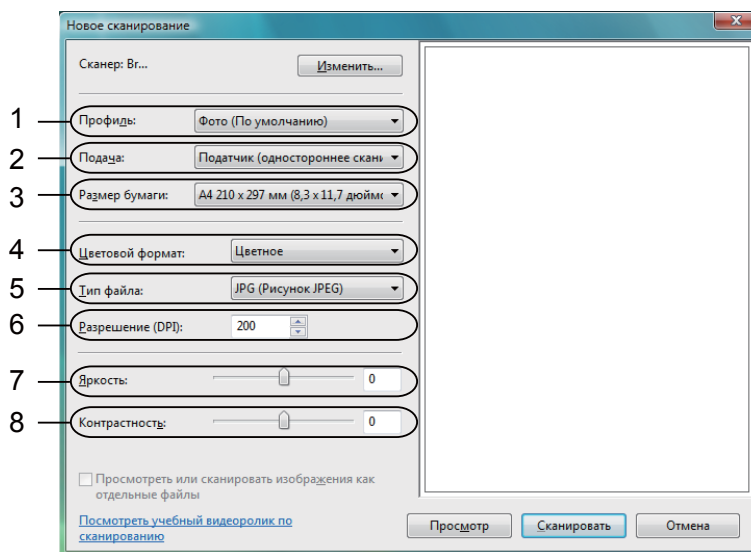 Новое сканирование
Сканер: Br...
Изменить...
1 Профиль: Фото (По умолчанию)
2 Подача: Податчик (одностороннее скани
3 Размер бумаги: A4 210 x 297 мм (8,3 x 11,7 дюймо
4 Цветовой формат: Цветное
5 Тип файла: JPG (Рисунок JPEG)
6 Разрешение (DPI): 200
7 Яркость: 0
8 Контрастность: 0
Просмотреть или сканировать изображения как
отдельные файлы
Посмотреть учебный видеоролик по
сканированию
Просмотр Сканировать Отмена